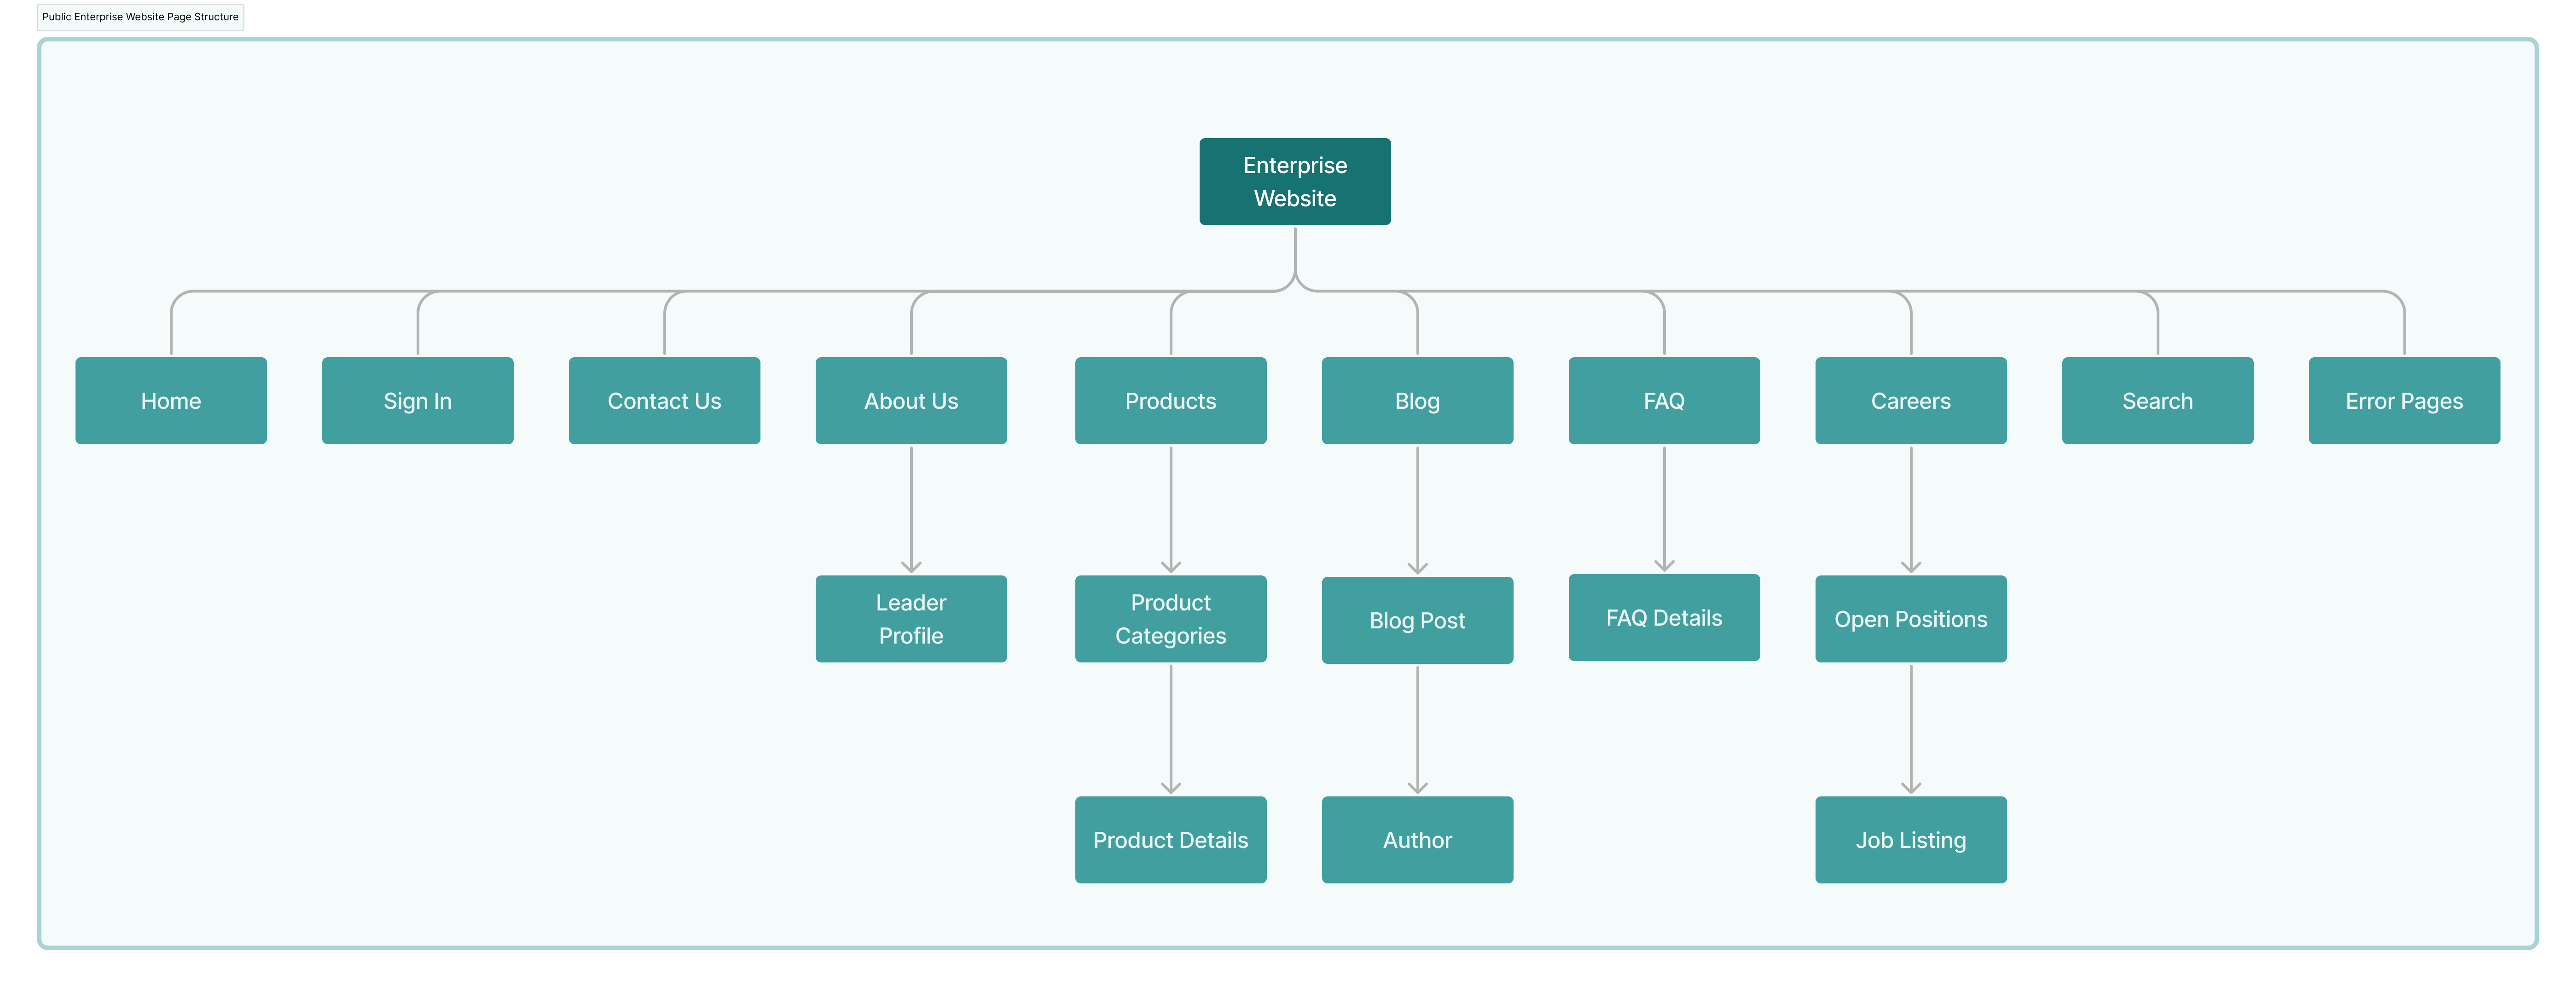 Public Enterprise Website Page Structure
Enterprise
Website
Home
Sign In
Contact Us
About Us
Products
Blog
FAQ
Careers
Search
Error Pages
Leader
Profile
Product
Categories
Blog Post
FAQ Details
Open Positions
Product Details
Author
Job Listing